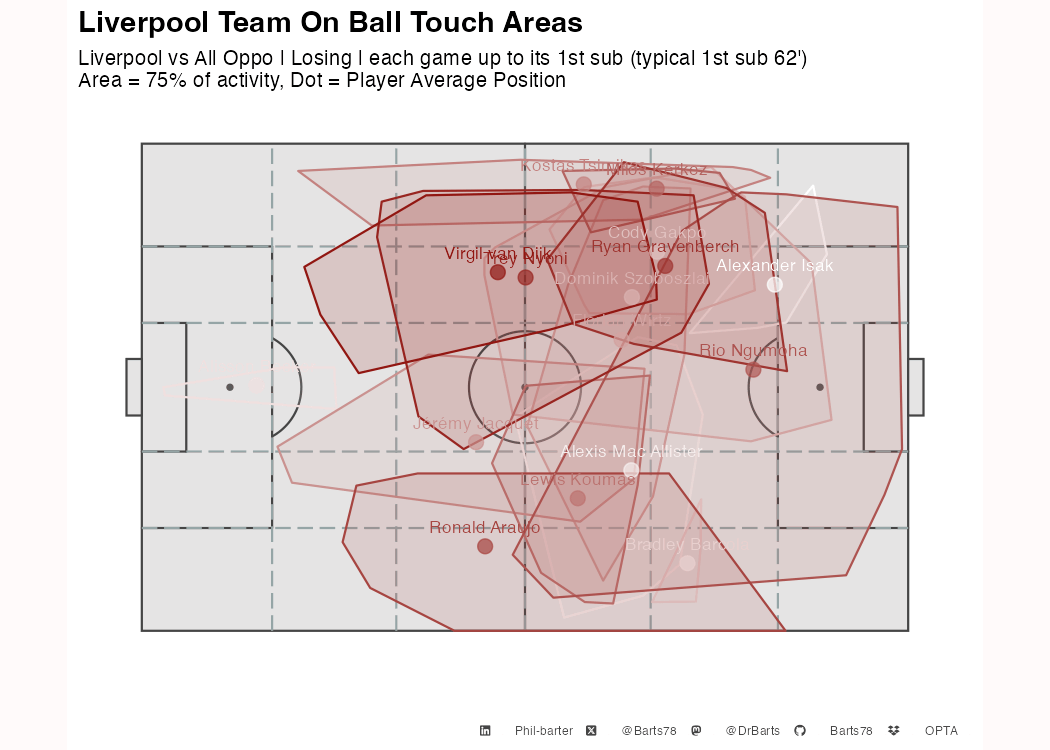 Liverpool Team On Ball Touch Areas
Liverpool vs All Oppo | Losing | each game up to its 1st sub (typical 1st sub 62')
Area = 75% of activity, Dot = Player Average Position
Kostas Tsimikas
Milos Kerkez
Cody Gakpo
Ryan Gravenberch
Virgil van Dijk
Trey Nyoni
Alexander Isak
Dominik Szoboszlai
Florian Wirtz
Rio Ngumoha
Jérémy Jacquet
Alexis Mac Allister
Lewis Koumas
Ronald Araujo
Bradley
Phil-barter @Barts78 @DrBarts Barts78 OPTA